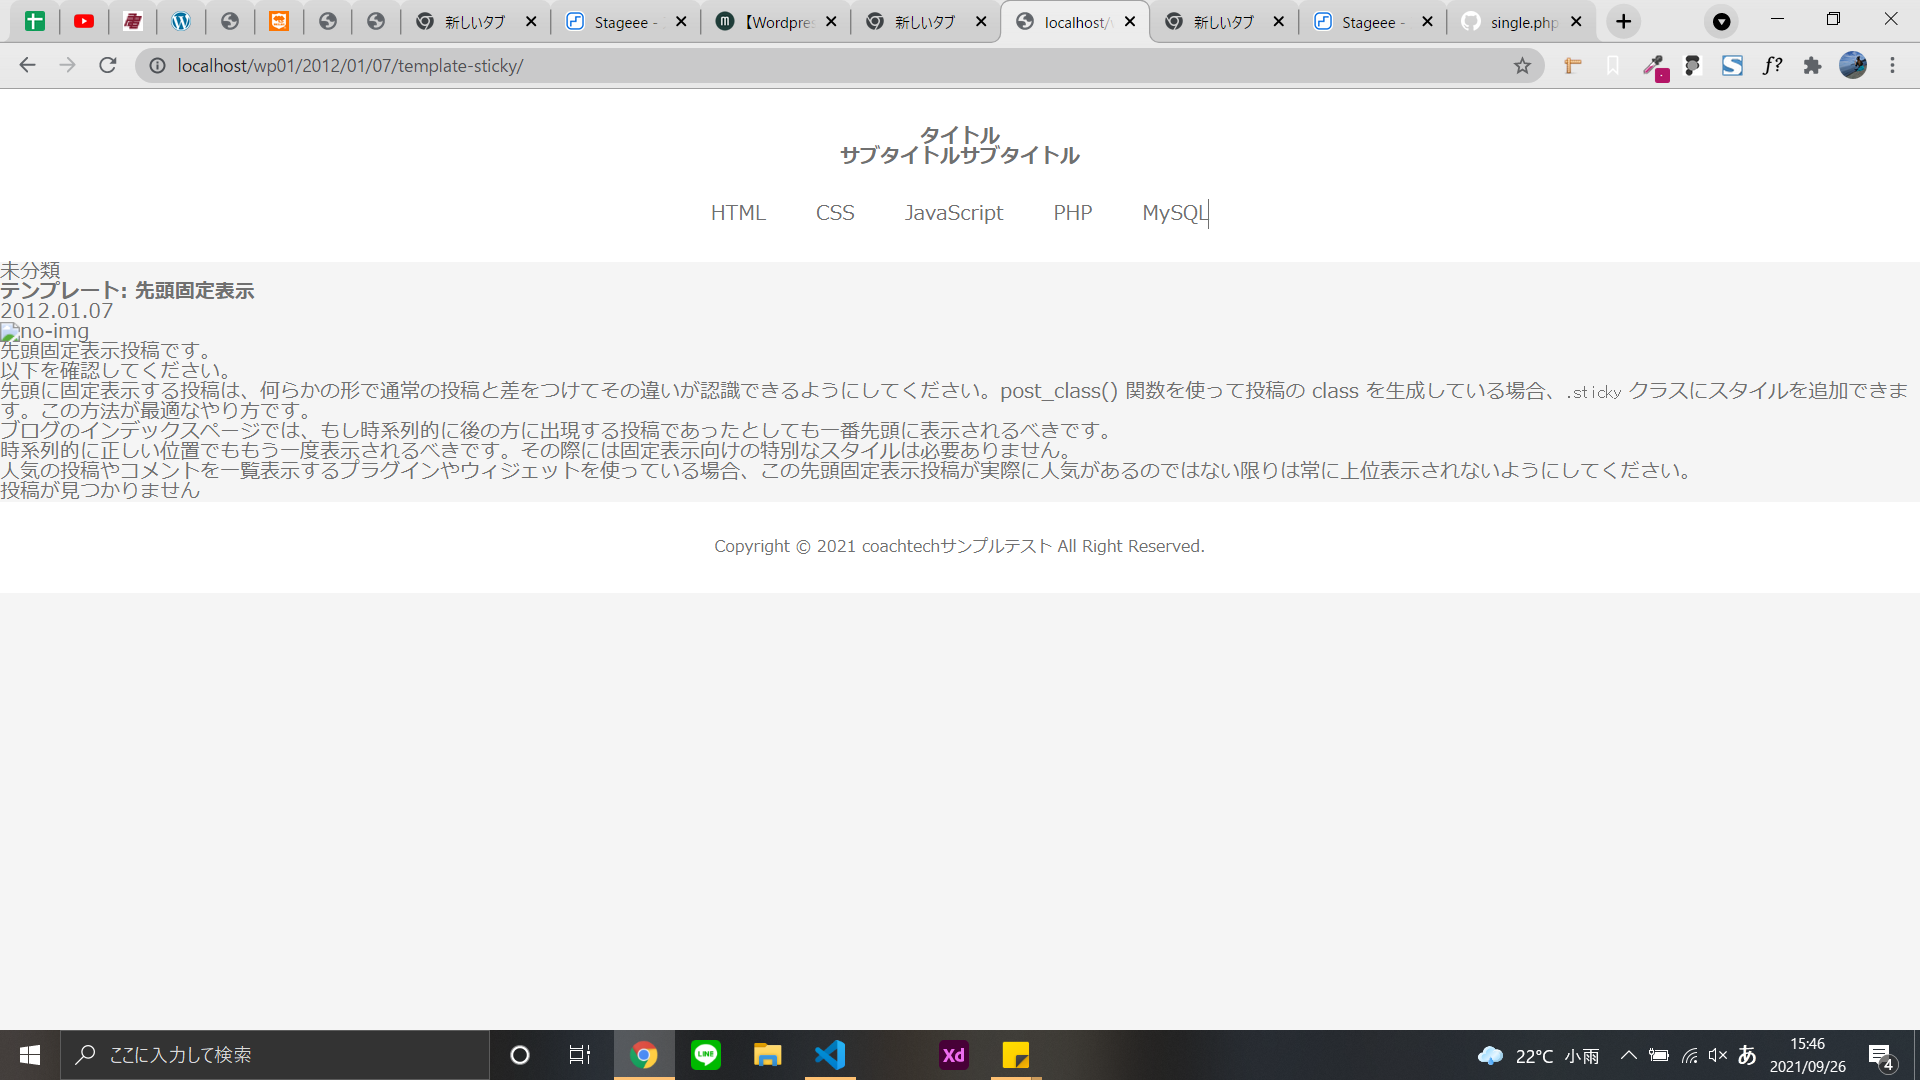 新しいタブ
Stageee -
【Wordpres
新しいタブ
localhost/w
新しいタブ
Stageee -
single.php
localhost/wp01/2012/01/07/template-sticky/
f?
タイトル
サブタイトルサブタイトル
HTML CSS JavaScript PHP MySQL
未分類
テンプレート: 先頭固定表示
2012.01.07
no-img
先頭固定表示投稿です。
以下を確認してください。
先頭に固定表示する投稿は、何らかの形で通常の投稿と差をつけてその違いが認識できるようにしてください。post_class() 関数を使って投稿の class を生成している場合、.sticky クラスにスタイルを追加できま
す。この方法が最適なやり方です。
ブログのインデックスページでは、もし時系列的に後の方に出現する投稿であったとしても一番先頭に表示されるべきです。
時系列的に正しい位置でももう一度表示されるべきです。その際には固定表示向けの特別なスタイルは必要ありません。
人気の投稿やコメントを一覧表示するプラグインやウィジェットを使っている場合、この先頭固定表示投稿が実際に人気があるのではない限りは常に上位表示されないようにしてください。
投稿が見つかりません
Copyright © 2021 coachtechサンプルテスト All Right Reserved.
ここに入力して検索
LINE
Xd
22°C 小雨
あ
15:46
2021/09/26
4